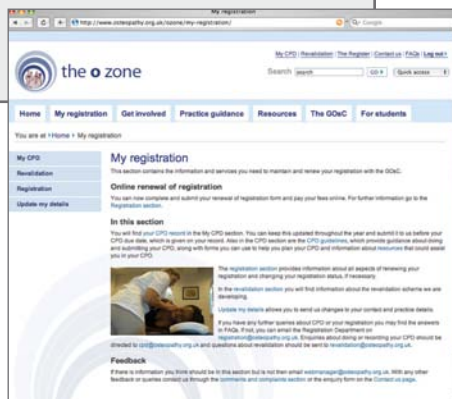 My registration
http://www.osteopathy.org.uk/ozone/my-registration/
Google
My CPD | Revalidation | The Register | Contact us | FAQs | Log out
the o zone
Search search GO Quick access
Home My registration Get involved Practice guidance Resources The GOsC For students
You are at Home My registration
My CPD
Revalidation
Registration
Update my details
My registration
This section contains the information and services you need to maintain and renew your registration with the GOsC.
Online renewal of registration
You can now complete and submit your renewal of registration form and pay your fees online. For further information go to the
Registration section.
In this section
You will find your CPD record in the My CPD section. You can keep this updated throughout the year and submit it to us before your
CPD due date, which is given on your record. Also in the CPD section are the CPD guidelines, which provide guidance about doing
and submitting your CPD, along with forms you can use to help you plan your CPD and information about resources that could assist
you in your CPD.
The registration section provides information about all aspects of renewing your
registration and changing your registration status, if necessary.
In the revalidation section you will find information about the revalidation scheme we are
developing.
Update my details allows you to send us changes to your contact and practice details.
If you have any further queries about CPD or your registration you may find the answers
in FAQs. If not, you can email the Registration Department on
registration@osteopathy.org.uk. Enquiries about doing or recording your CPD should be
directed to cpd@osteopathy.org.uk and questions about revalidation should be sent to revalidation@osteopathy.org.uk.
Feedback
If there is information you think should be in this section but is not then email webmanager@osteopathy.org.uk. With any other
feedback or queries contact us through the comments and complaints section or the enquiry form on the Contact us page.